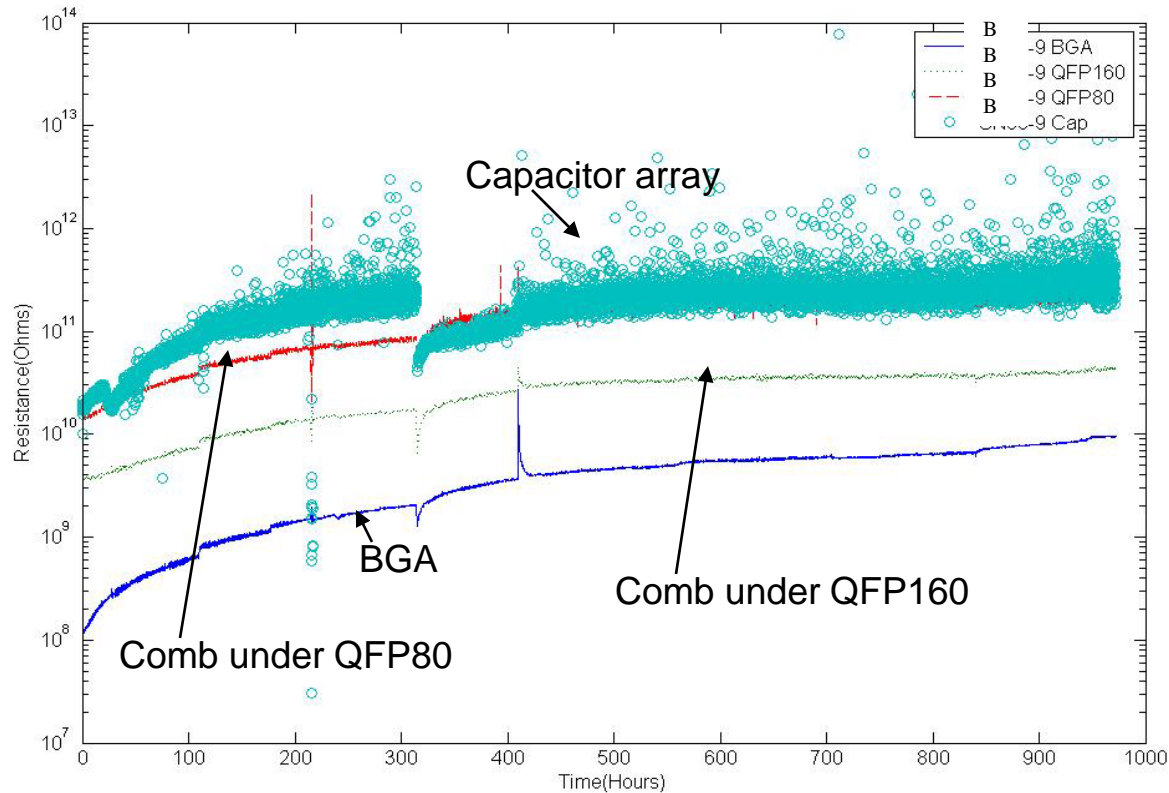 10^14
10^13
10^12
10^11
10^10
10^9
10^8
10^7
Resistance(Ohms)
B
B -9 BGA
B -9 QFP160
B -9 QFP80
-9 Cap
Capacitor array
BGA
Comb under QFP80
Comb under QFP160
0 100 200 300 400 500 600 700 800 900 1000
Time(Hours)